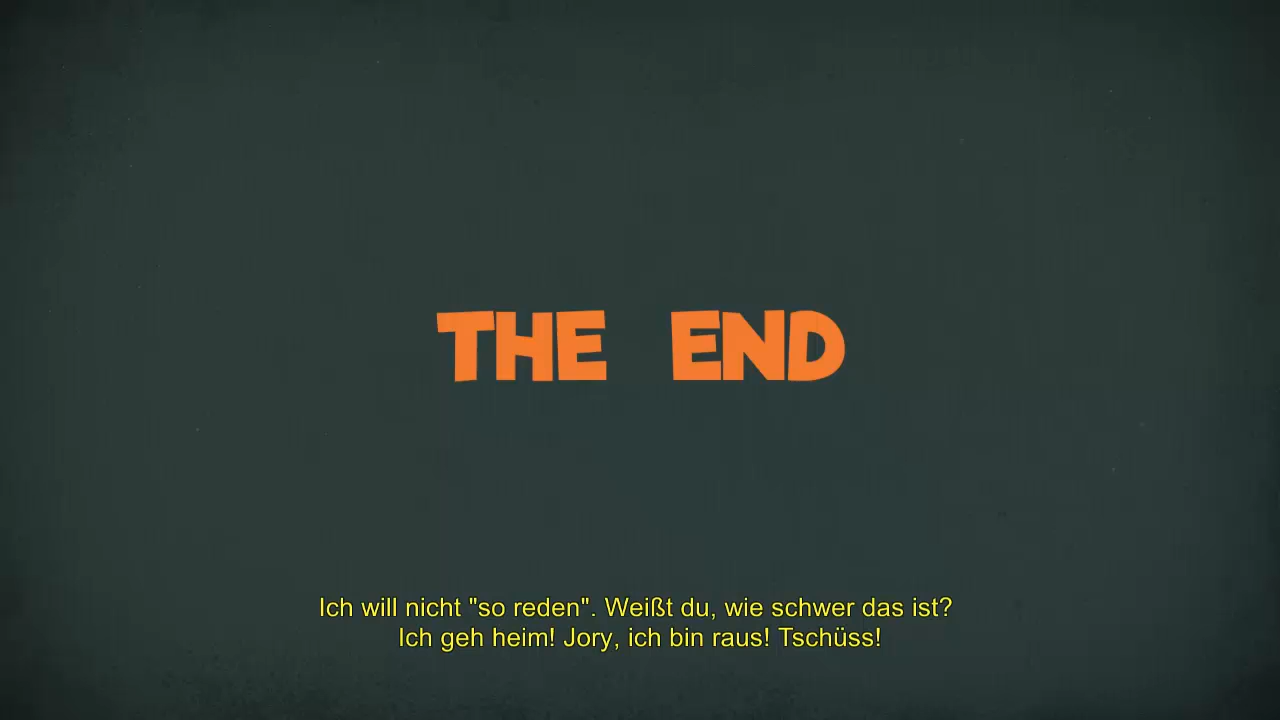 THE END
Ich will nicht "so reden". Weißt du, wie schwer das ist?
Ich geh heim! Jory, ich bin raus! Tschüss!